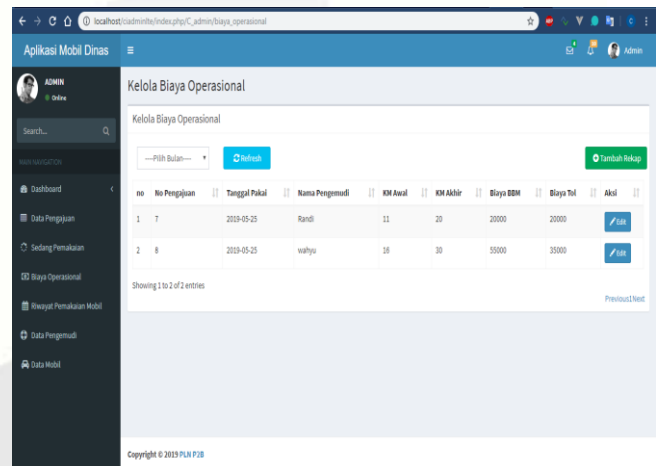 localhost/ciadminlte/index.php/C_admin/biaya_operasional
Aplikasi Mobil Dinas
Admin
ADMIN
Online
Search...
MAIN NAVIGATION
Dashboard
Data Pengajuan
Sedang Pemakaian
Biaya Operasional
Riwayat Pemakaian Mobil
Data Pengemudi
Data Mobil
Kelola Biaya Operasional
Kelola Biaya Operasional
----Pilih Bulan----
Refresh
Tambah Rekap
no No Pengajuan Tanggal Pakai Nama Pengemudi KM Awal KM Akhir Biaya BBM Biaya Tol Aksi
1 7 2019-05-25 Randi 11 20 20000 20000 Edit
2 8 2019-05-25 wahyu 16 30 55000 35000 Edit
Showing 1 to 2 of 2 entries
Previous1Next
Copyright © 2019 PLN P2B